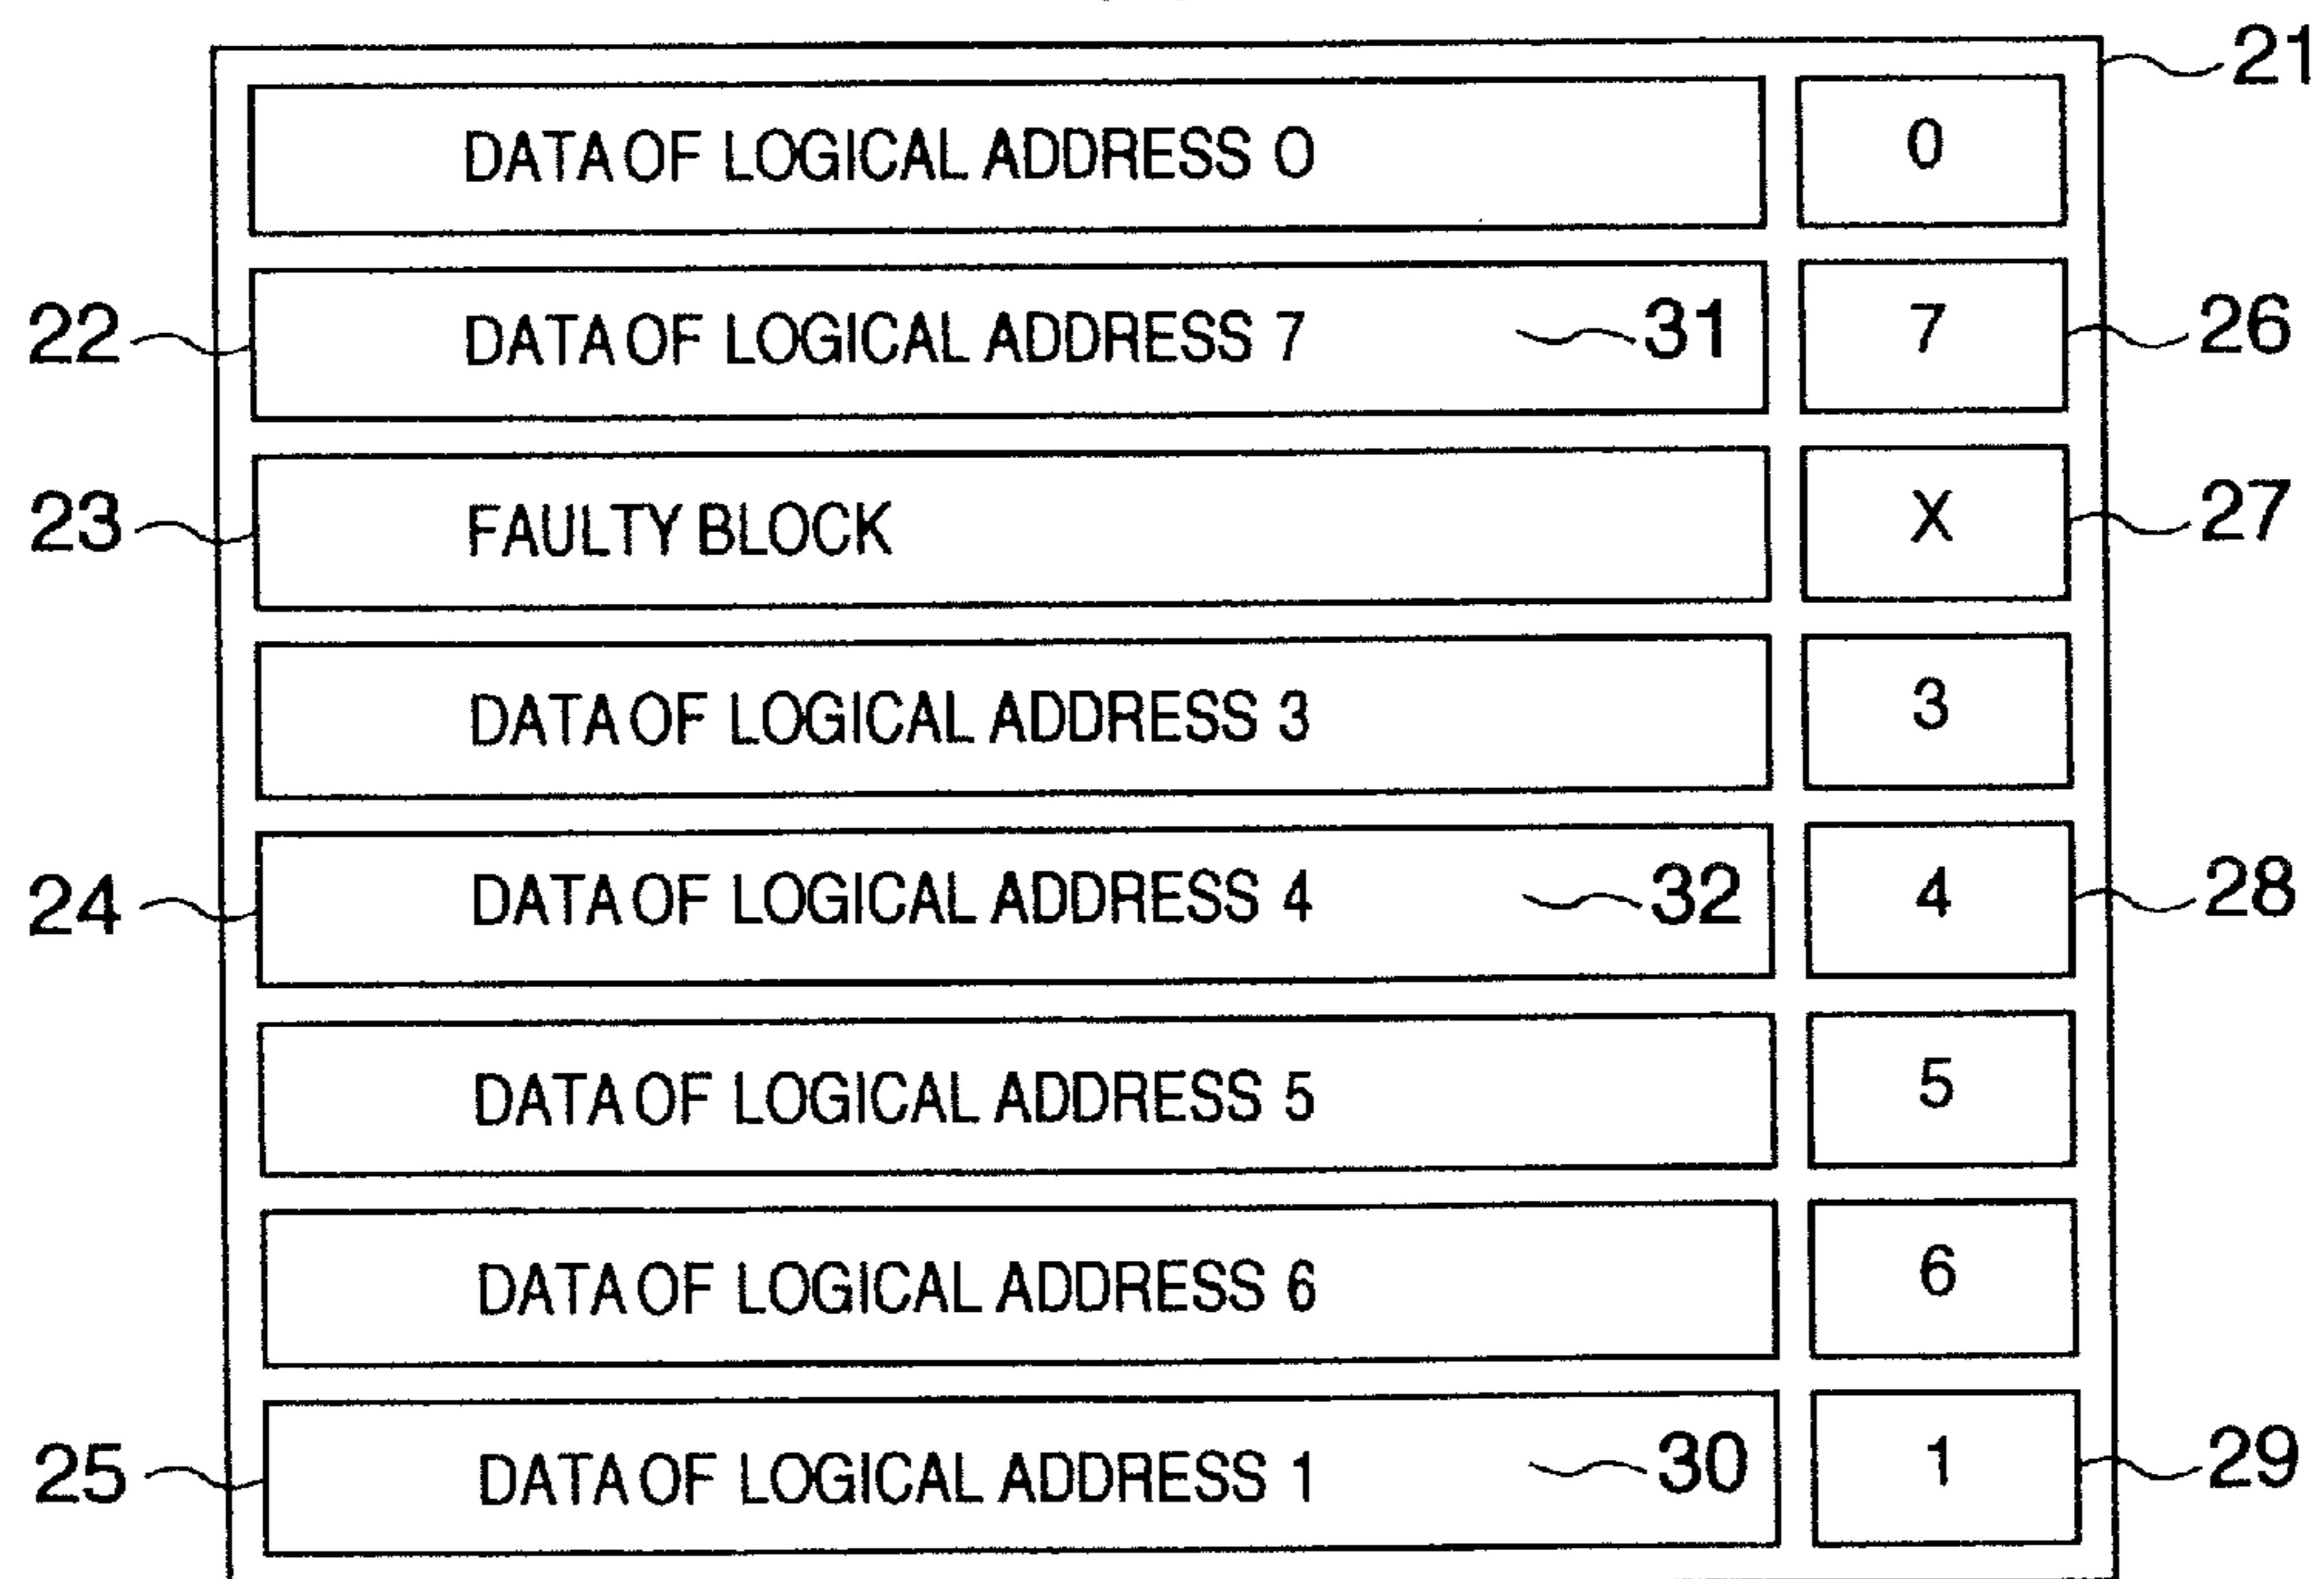 21
DATA OF LOGICAL ADDRESS 0 0
22 DATA OF LOGICAL ADDRESS 7 31 7 26
23 FAULTY BLOCK X 27
DATA OF LOGICAL ADDRESS 3 3
24 DATA OF LOGICAL ADDRESS 4 32 4 28
DATA OF LOGICAL ADDRESS 5 5
DATA OF LOGICAL ADDRESS 6 6
25 DATA OF LOGICAL ADDRESS 1 30 1 29